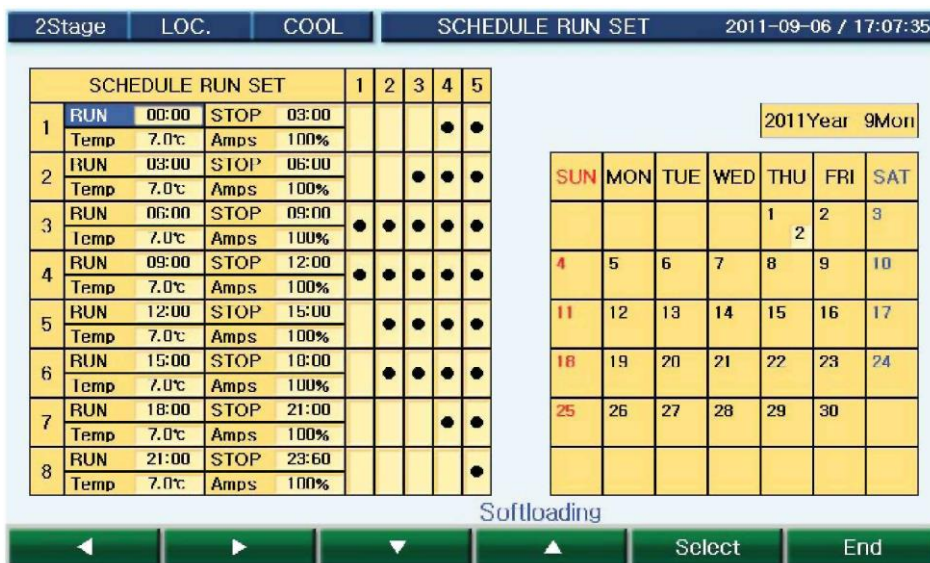 2Stage LOC. COOL SCHEDULE RUN SET 2011-09-06 / 17:07:35
SCHEDULE RUN SET 1 2 3 4 5
1 RUN 00:00 STOP 03:00
Temp 7.0℃ Amps 100%
2 RUN 03:00 STOP 06:00
Temp 7.0℃ Amps 100%
3 RUN 06:00 STOP 09:00
Temp 7.0℃ Amps 100%
4 RUN 09:00 STOP 12:00
Temp 7.0℃ Amps 100%
5 RUN 12:00 STOP 15:00
Temp 7.0℃ Amps 100%
6 RUN 15:00 STOP 18:00
Temp 7.0℃ Amps 100%
7 RUN 18:00 STOP 21:00
Temp 7.0℃ Amps 100%
8 RUN 21:00 STOP 23:60
Temp 7.0℃ Amps 100%
2011Year 9Mon
SUN MON TUE WED THU FRI SAT
1 2 3
2
4 5 6 7 8 9 10
11 12 13 14 15 16 17
18 19 20 21 22 23 24
25 26 27 28 29 30
Softloading
Select End